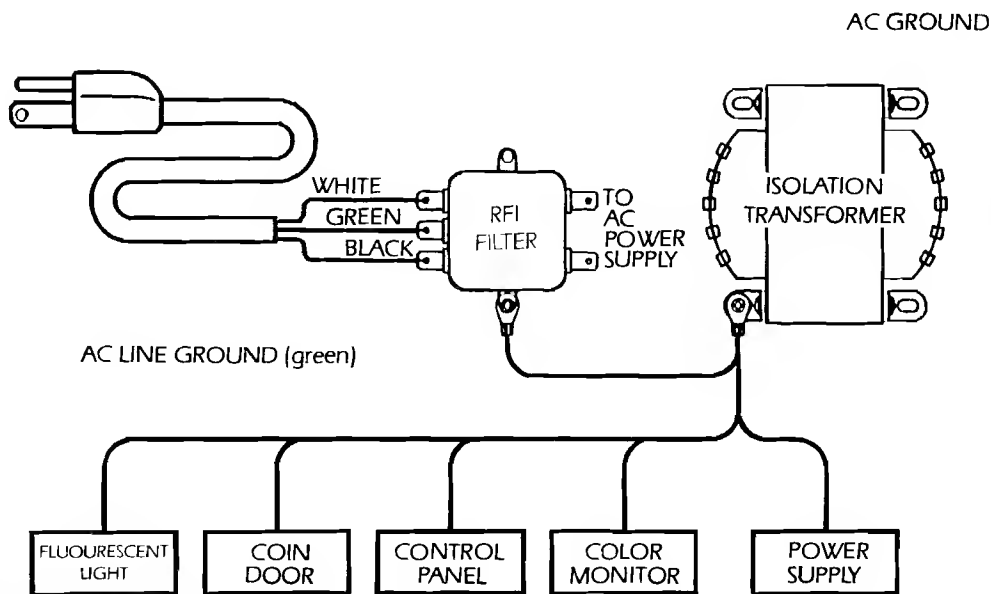 AC GROUND
WHITE
GREEN
BLACK
RFI
FILTER
TO
AC
POWER
SUPPLY
ISOLATION
TRANSFORMER
AC LINE GROUND (green)
FLUOURESCENT
LIGHT
COIN
DOOR
CONTROL
PANEL
COLOR
MONITOR
POWER
SUPPLY